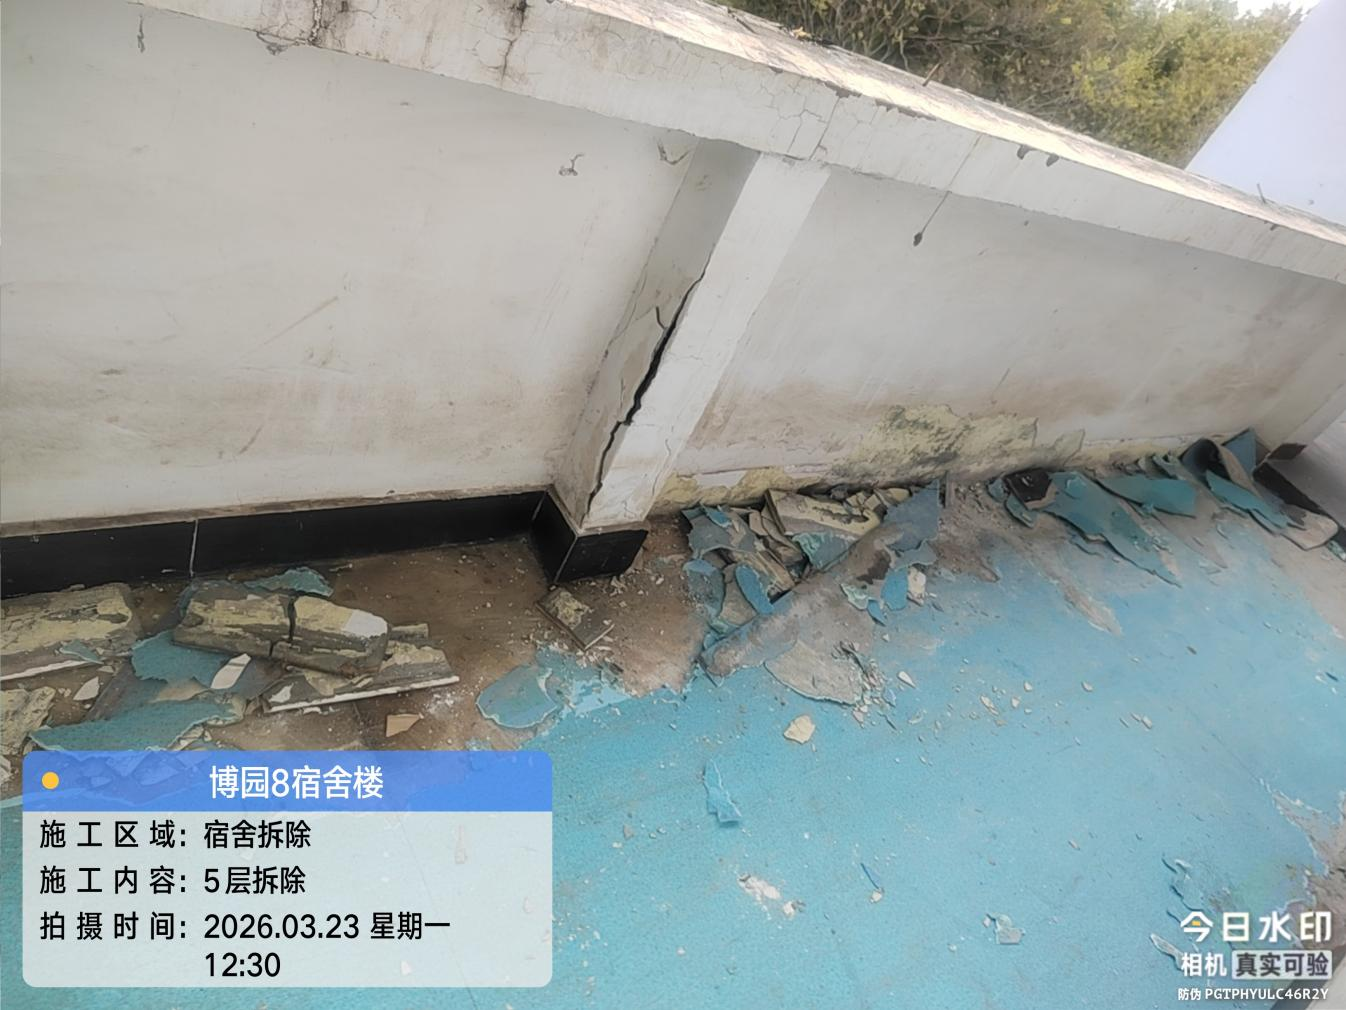 博园8宿舍楼
施工区域：宿舍拆除
施工内容：5层拆除
拍摄时间：2026.03.23 星期一
12:30
今日水印
相机 真实可验
防伪 PGTPHYULC46R2Y